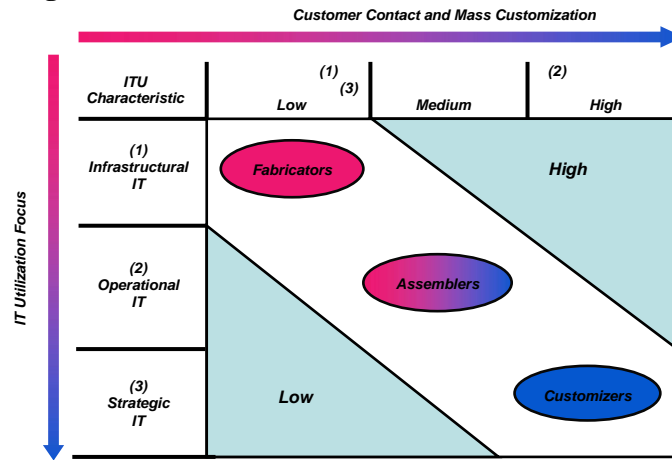 Customer Contact and Mass Customization
ITU
Characteristic
(1)
(3)
Low
Medium
(2)
High
IT Utilization Focus
(1)
Infrastructural
IT
Fabricators
High
(2)
Operational
IT
Assemblers
(3)
Strategic
IT
Low
Customizers